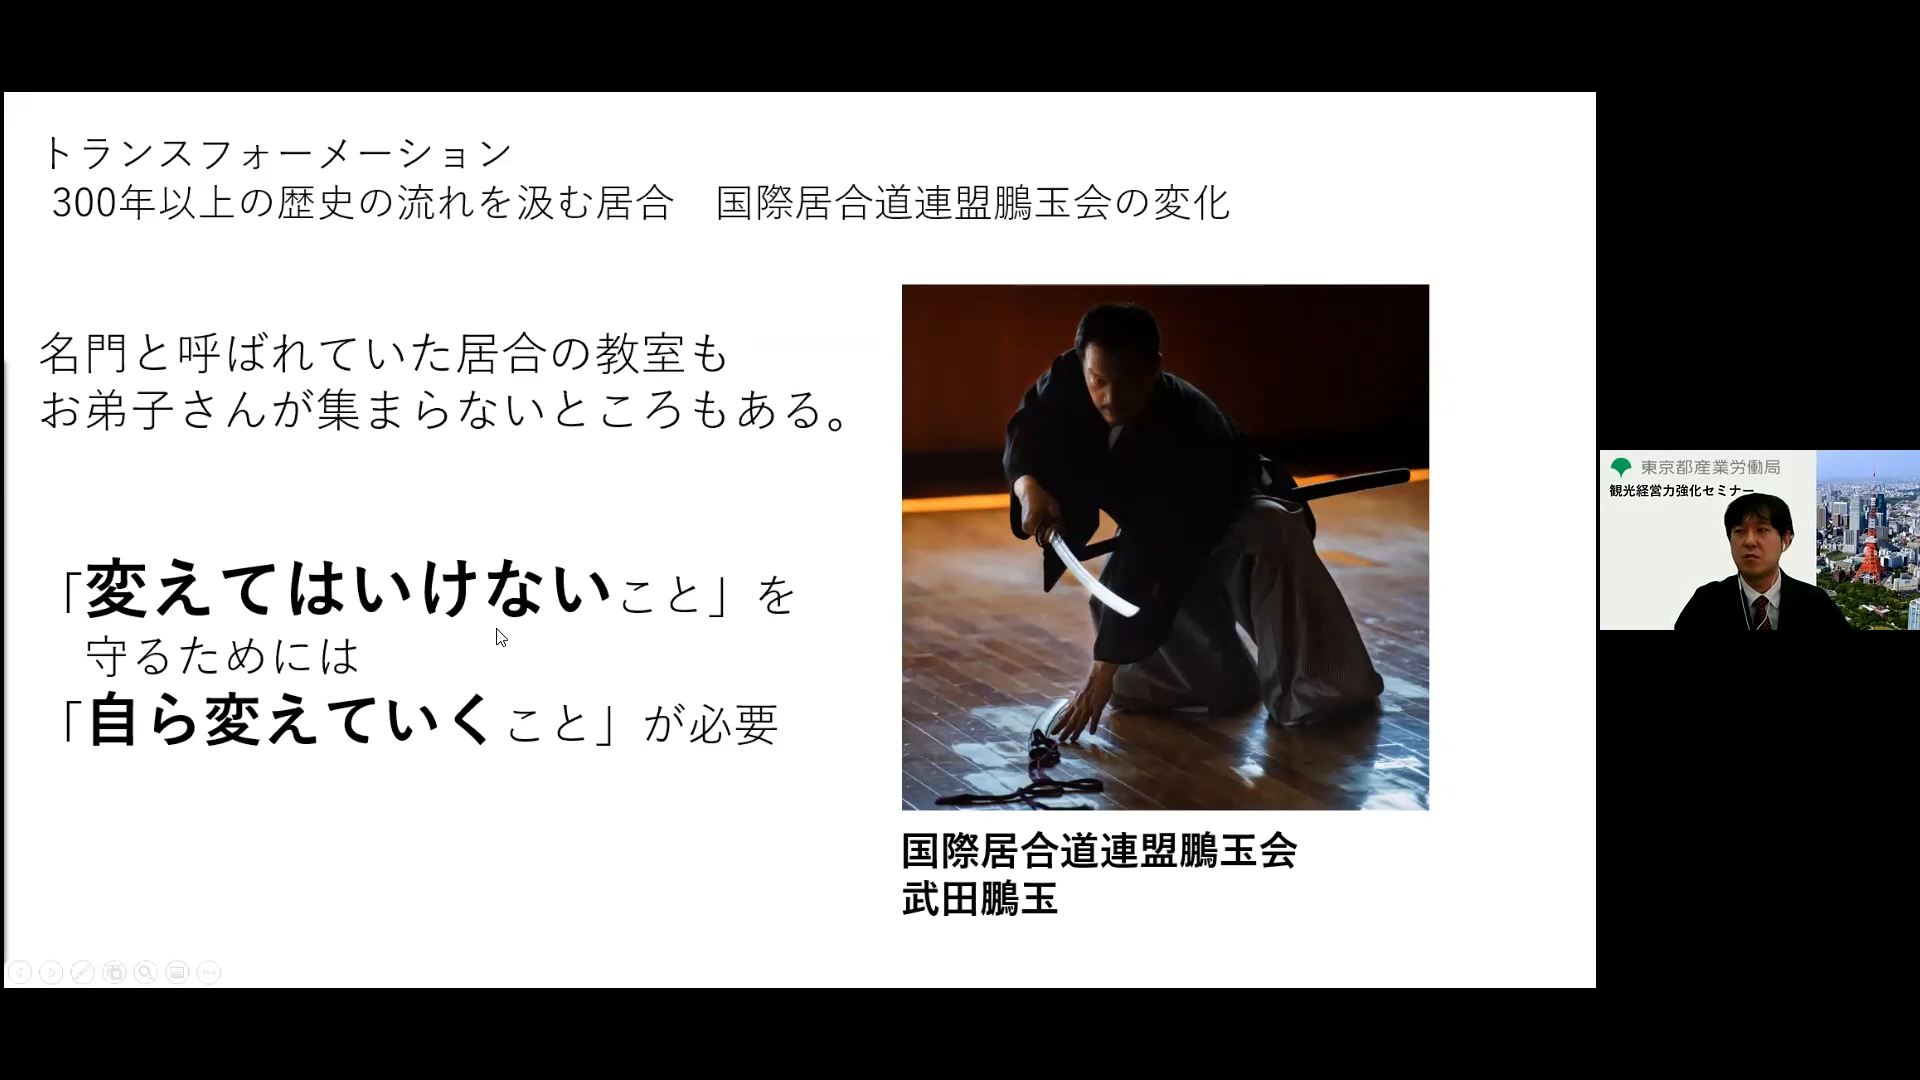 トランスフォーメーション
300年以上の歴史の流れを汲む居合　国際居合道連盟鵬玉会の変化
名門と呼ばれていた居合の教室も
お弟子さんが集まらないところもある。
「変えてはいけないこと」を
守るためには
「自ら変えていくこと」が必要
国際居合道連盟鵬玉会
武田鵬玉
東京都産業労働局
観光経営力強化セミナー